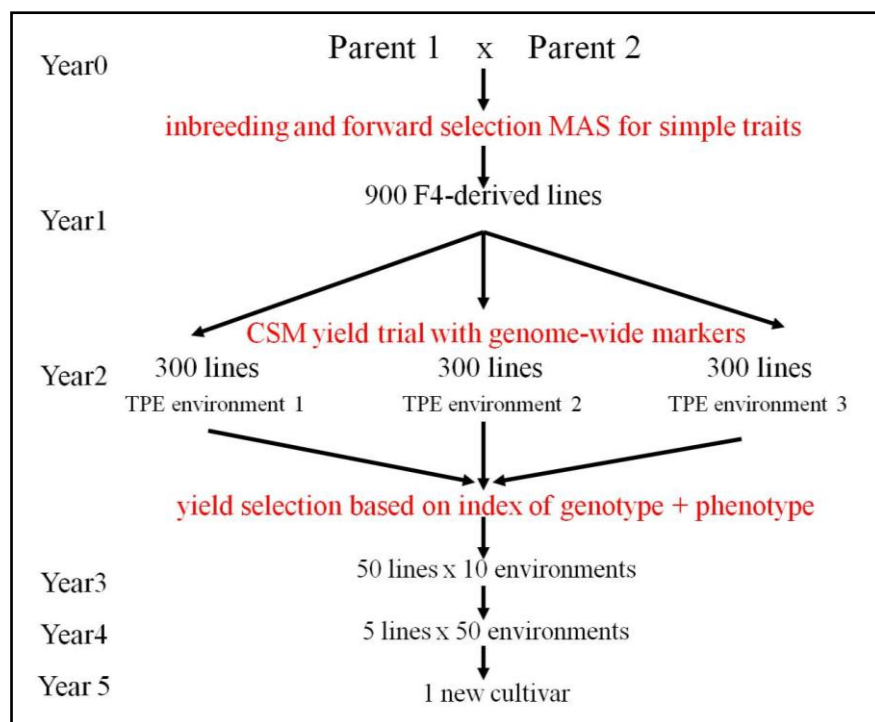 Year0
Parent 1 x Parent 2
inbreeding and forward selection MAS for simple traits
900 F4-derived lines
Year1
CSM yield trial with genome-wide markers
Year2
300 lines 300 lines 300 lines
TPE environment 1 TPE environment 2 TPE environment 3
yield selection based on index of genotype + phenotype
Year3
50 lines x 10 environments
Year4
5 lines x 50 environments
Year 5
1 new cultivar